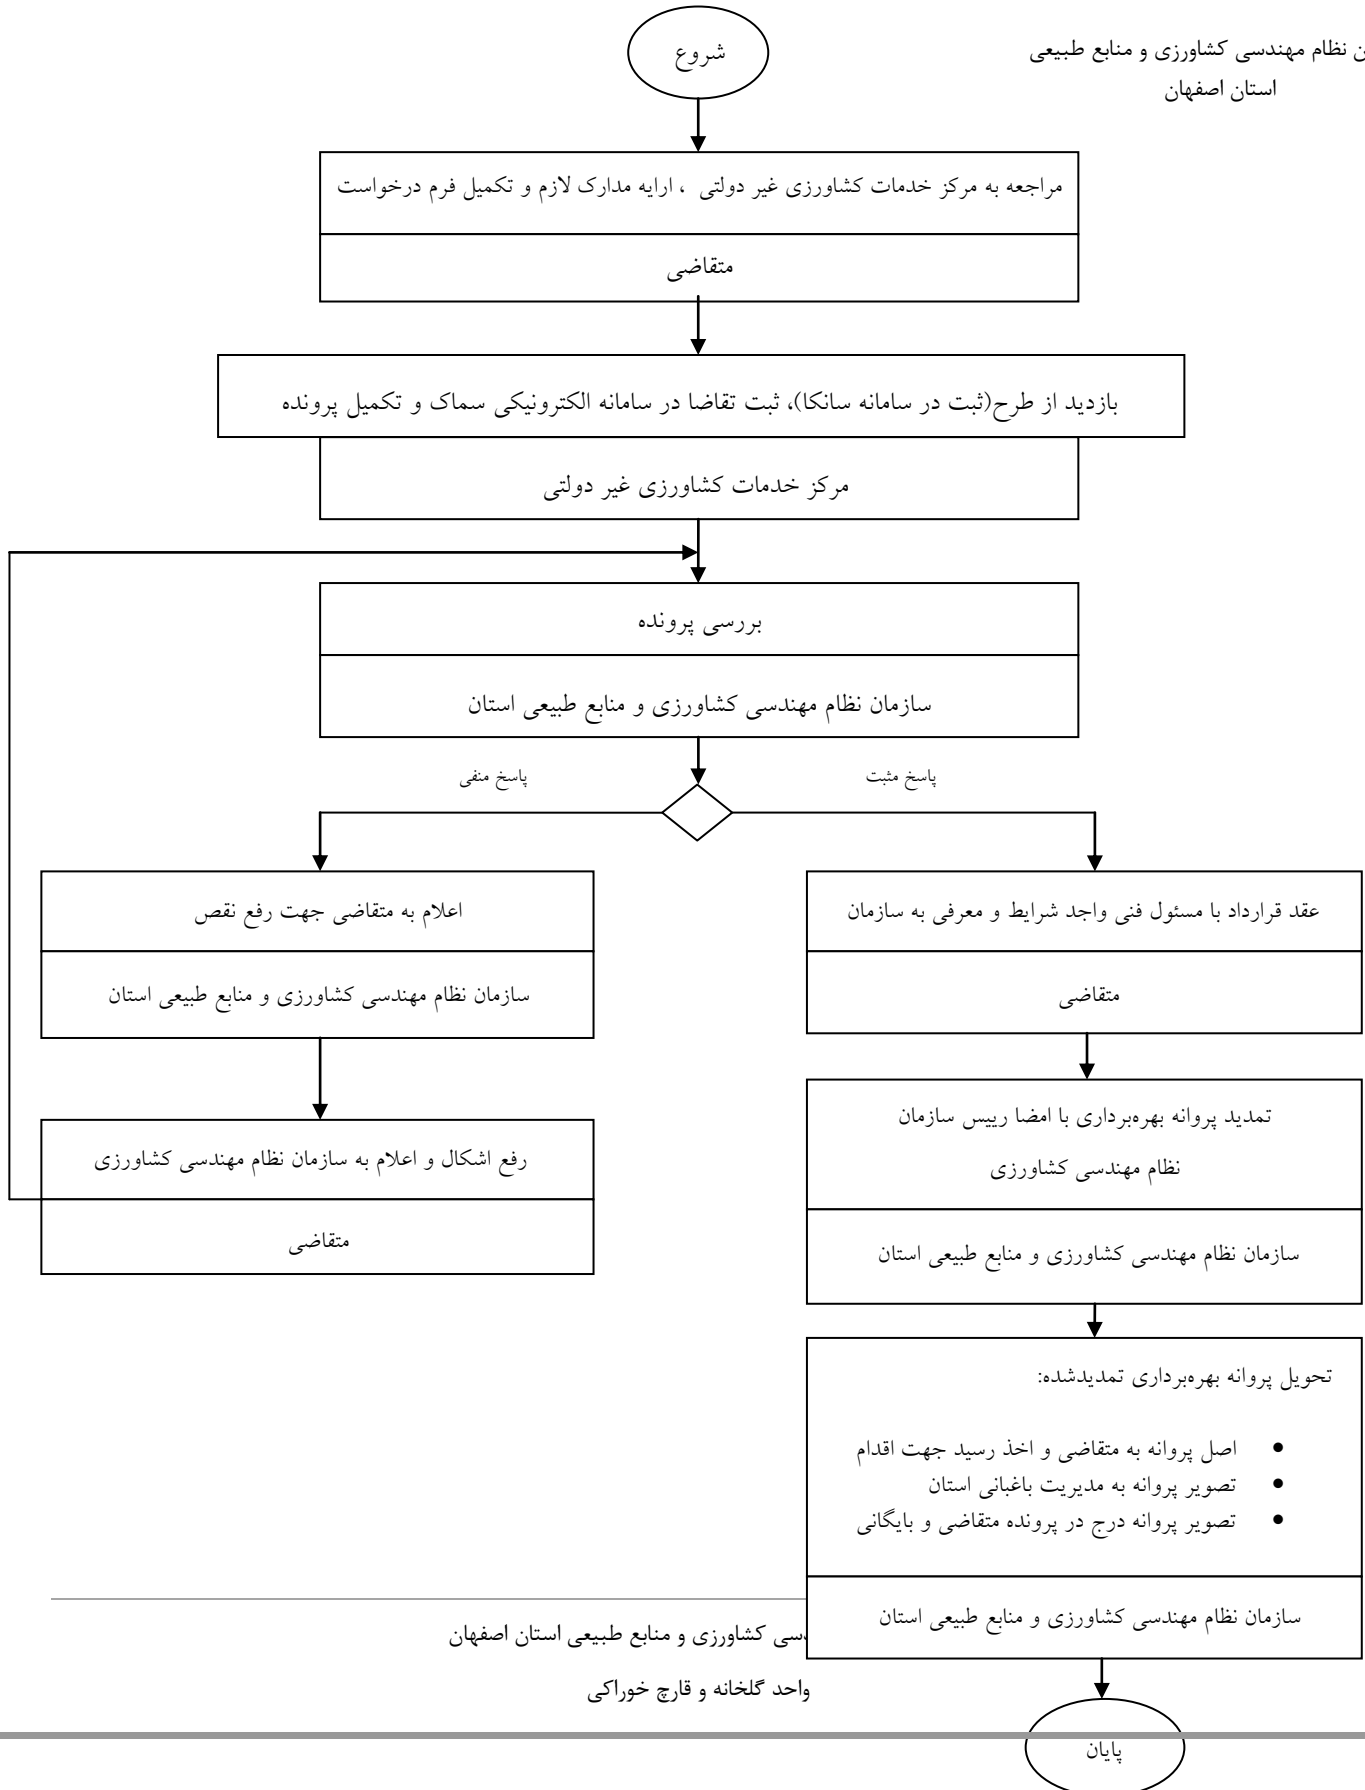 نظام مهندسی کشاورزی و منابع طبیعی
استان اصفهان
شروع
مراجعه به مرکز خدمات کشاورزی غیر دولتی ، ارایه مدارک لازم و تکمیل فرم درخواست
متقاضی
بازدید از طرح(ثبت در سامانه سانکا)، ثبت تقاضا در سامانه الکترونیکی سماک و تکمیل پرونده
مرکز خدمات کشاورزی غیر دولتی
بررسی پرونده
سازمان نظام مهندسی کشاورزی و منابع طبیعی استان
پاسخ مثبت
پاسخ منفی
عقد قرارداد با مسئول فنی واجد شرایط و معرفی به سازمان
متقاضی
اعلام به متقاضی جهت رفع نقص
سازمان نظام مهندسی کشاورزی و منابع طبیعی استان
تمدید پروانه بهره‌برداری با امضا رییس سازمان
نظام مهندسی کشاورزی
سازمان نظام مهندسی کشاورزی و منابع طبیعی استان
رفع اشکال و اعلام به سازمان نظام مهندسی کشاورزی
متقاضی
تحویل پروانه بهره‌برداری تمدیدشده:
● اصل پروانه به متقاضی و اخذ رسید جهت اقدام
● تصویر پروانه به مدیریت باغبانی استان
● تصویر پروانه درج در پرونده متقاضی و بایگانی
سازمان نظام مهندسی کشاورزی و منابع طبیعی استان
کشاورزی و منابع طبیعی استان اصفهان
واحد گلخانه و قارچ خوراکی
پایان